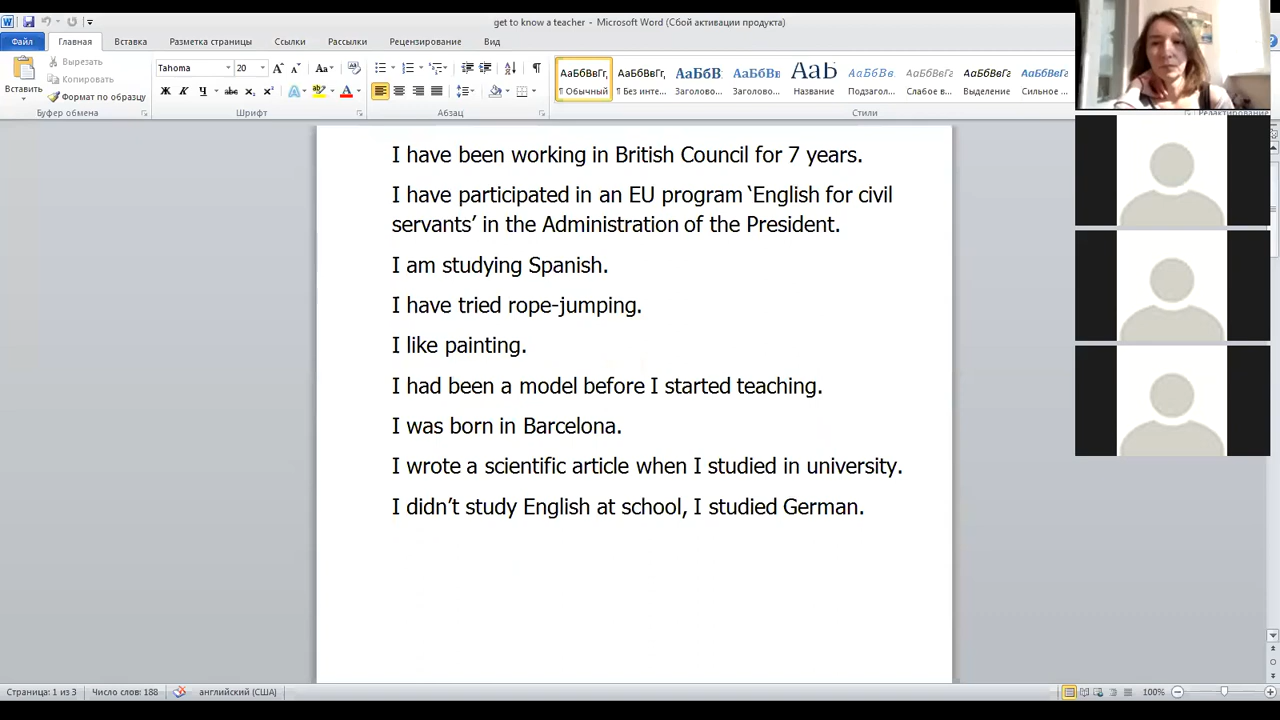 get to know a teacher - Microsoft Word (Сбой активации продукта)
Файл Главная Вставка Разметка страницы Ссылки Рассылки Рецензирование Вид
Вставить
Вырезать
Копировать
Формат по образцу
Буфер обмена
Tahoma 20 Aa
Ж К Ч abc A
Шрифт
Абзац
АаБбВвГг, АаБбВвГг, АаБбВ АаБбВв АаБ АаБбВвГ АаБбВвГг АаБбВвГг АаБбВвГг
¶ Обычный ¶ Без инте... Заголово... Заголово... Название Подзагол... Слабое в... Выделение Сильное ...
Стили
Редактирование
I have been working in British Council for 7 years.
I have participated in an EU program ‘English for civil
servants’ in the Administration of the President.
I am studying Spanish.
I have tried rope-jumping.
I like painting.
I had been a model before I started teaching.
I was born in Barcelona.
I wrote a scientific article when I studied in university.
I didn’t study English at school, I studied German.
Страница: 1 из 3 Число слов: 188 английский (США) 100%